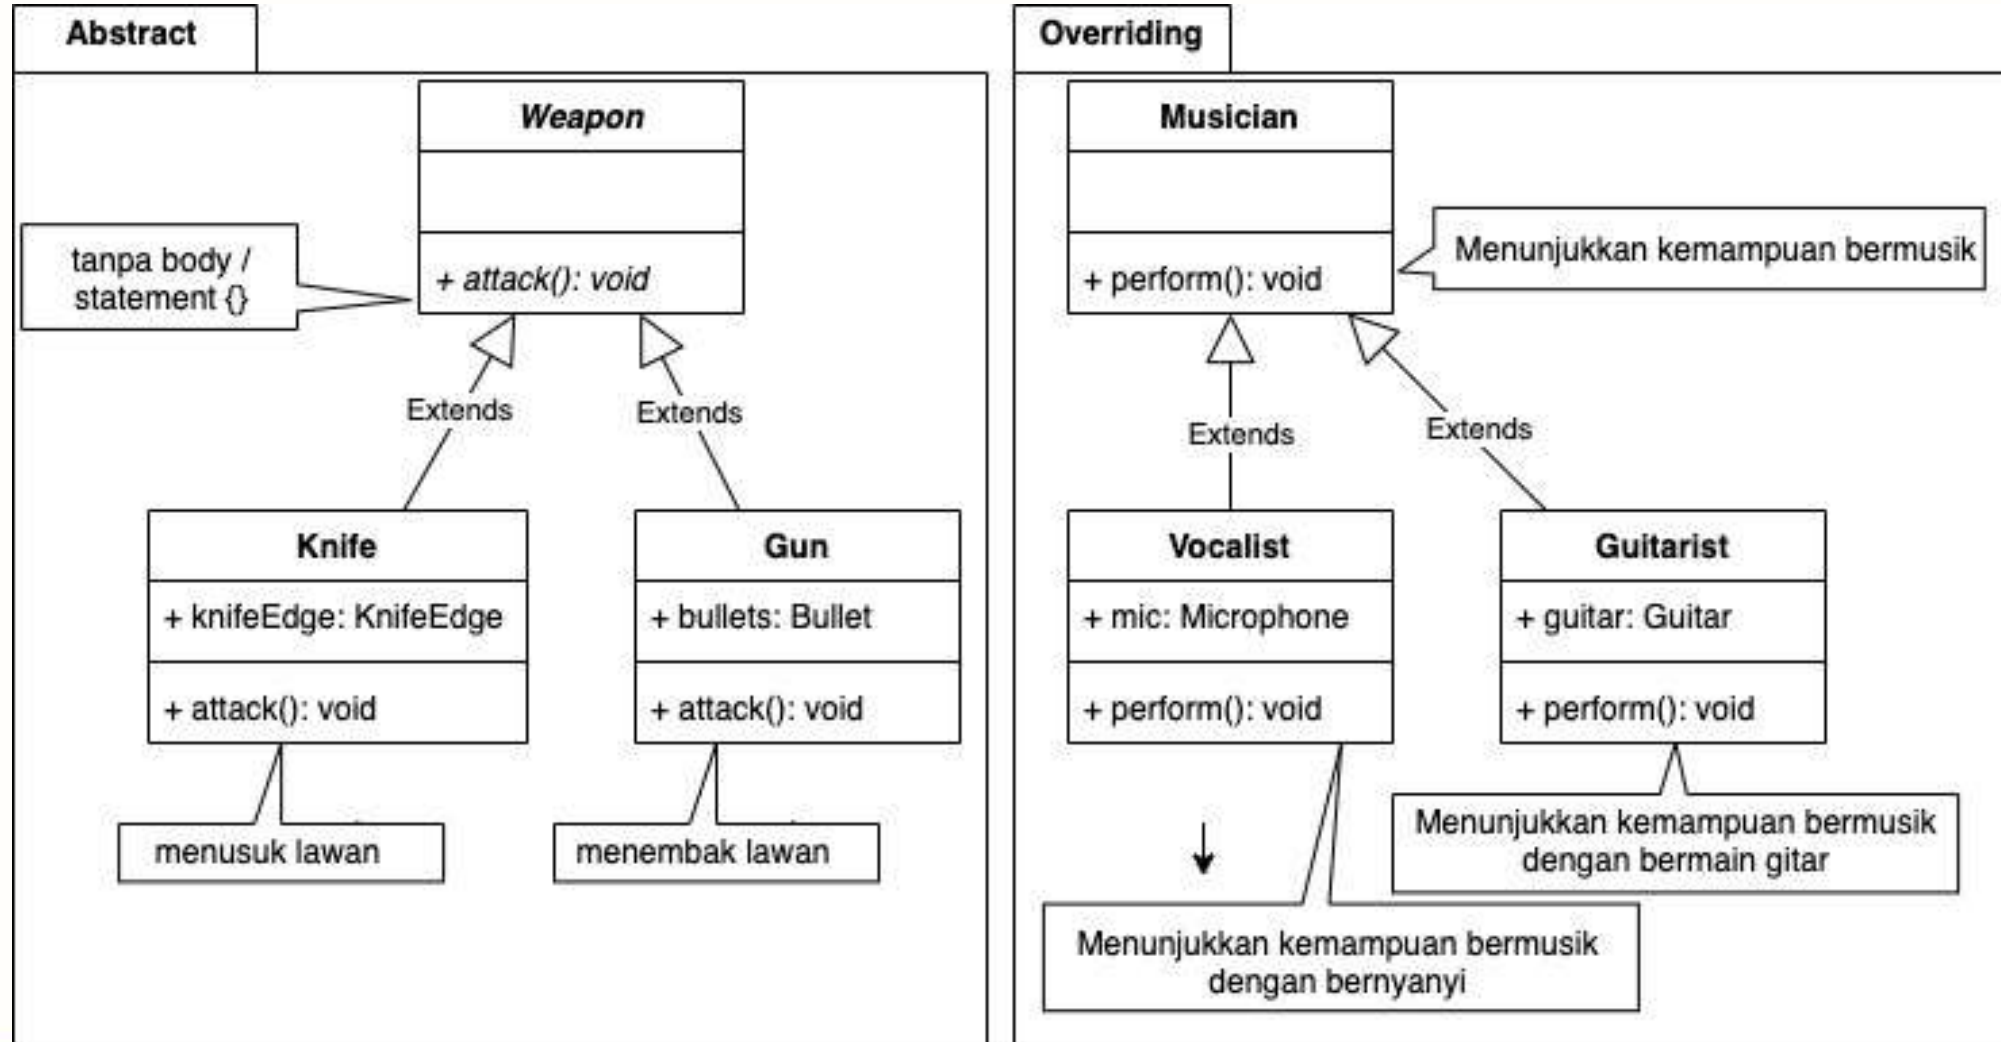 Abstract
Weapon
+ attack(): void
tanpa body /
statement {}
Extends
Extends
Knife
+ knifeEdge: KnifeEdge
+ attack(): void
menusuk lawan
Gun
+ bullets: Bullet
+ attack(): void
menembak lawan
Overriding
Musician
+ perform(): void
Menunjukkan kemampuan bermusik
Extends
Extends
Vocalist
+ mic: Microphone
+ perform(): void
Menunjukkan kemampuan bermusik
dengan bernyanyi
Guitarist
+ guitar: Guitar
+ perform(): void
Menunjukkan kemampuan bermusik
dengan bermain gitar